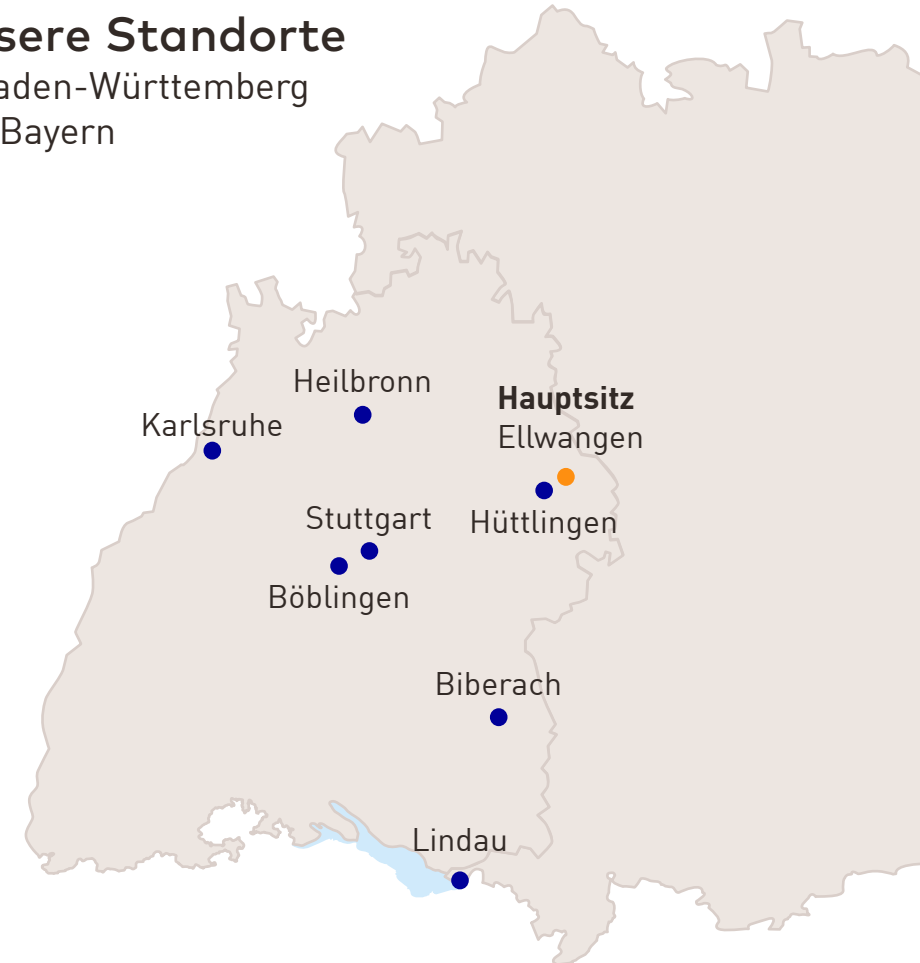 sere Standorte
aden-Württemberg
Bayern
Heilbronn
Hauptsitz
Karlsruhe
Ellwangen
Stuttgart
Hüttlingen
Böblingen
Biberach
Lindau